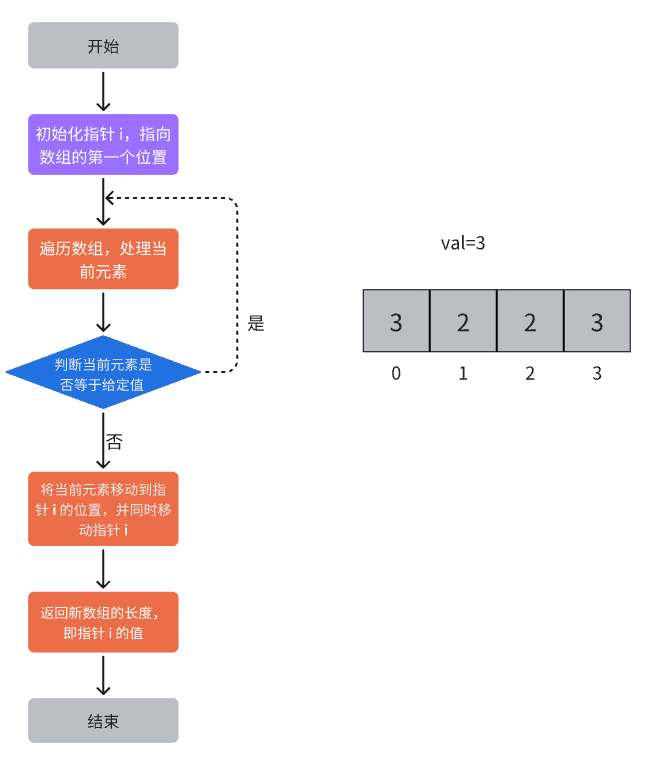 开始
初始化指针 i，指向
数组的第一个位置
遍历数组，处理当
前元素
是
判断当前元素是
否等于给定值
否
将当前元素移动到指
针 i 的位置，并同时移
动指针 i
返回新数组的长度，
即指针 i 的值
结束
val=3
3 2 2 3
0 1 2 3